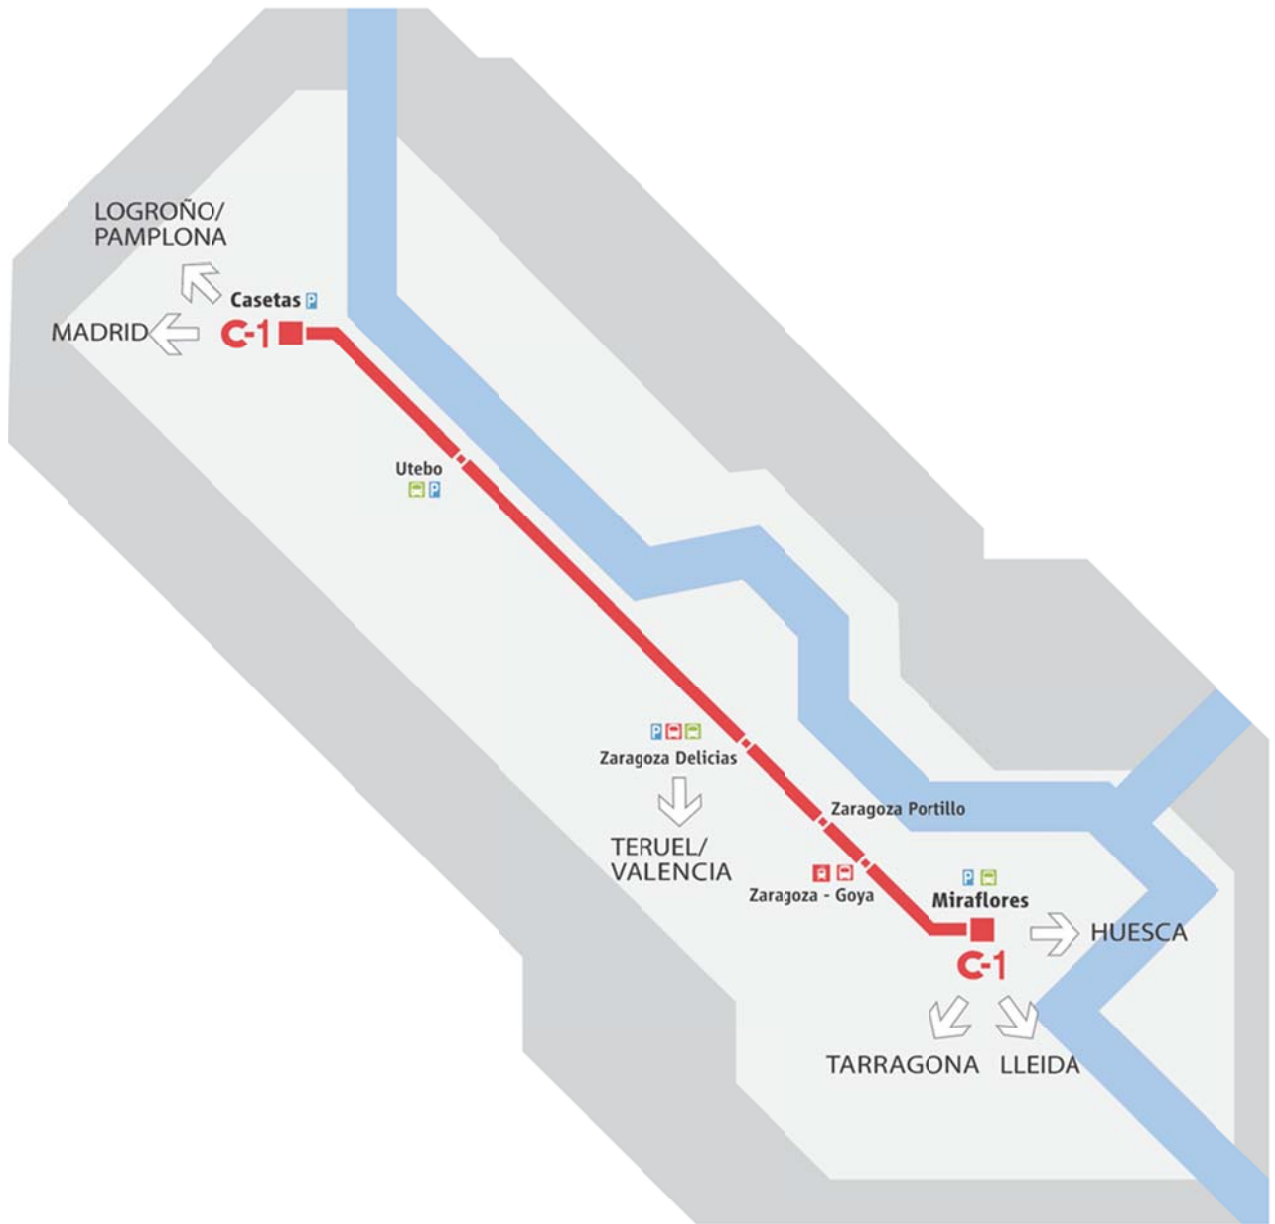 LOGROÑO/
PAMPLONA
Casetas P
MADRID
C-1
Utebo
P
P
Zaragoza Delicias
TERUEL/
VALENCIA
Zaragoza Portillo
Zaragoza - Goya
P
Miraflores
HUESCA
C-1
TARRAGONA
LLEIDA